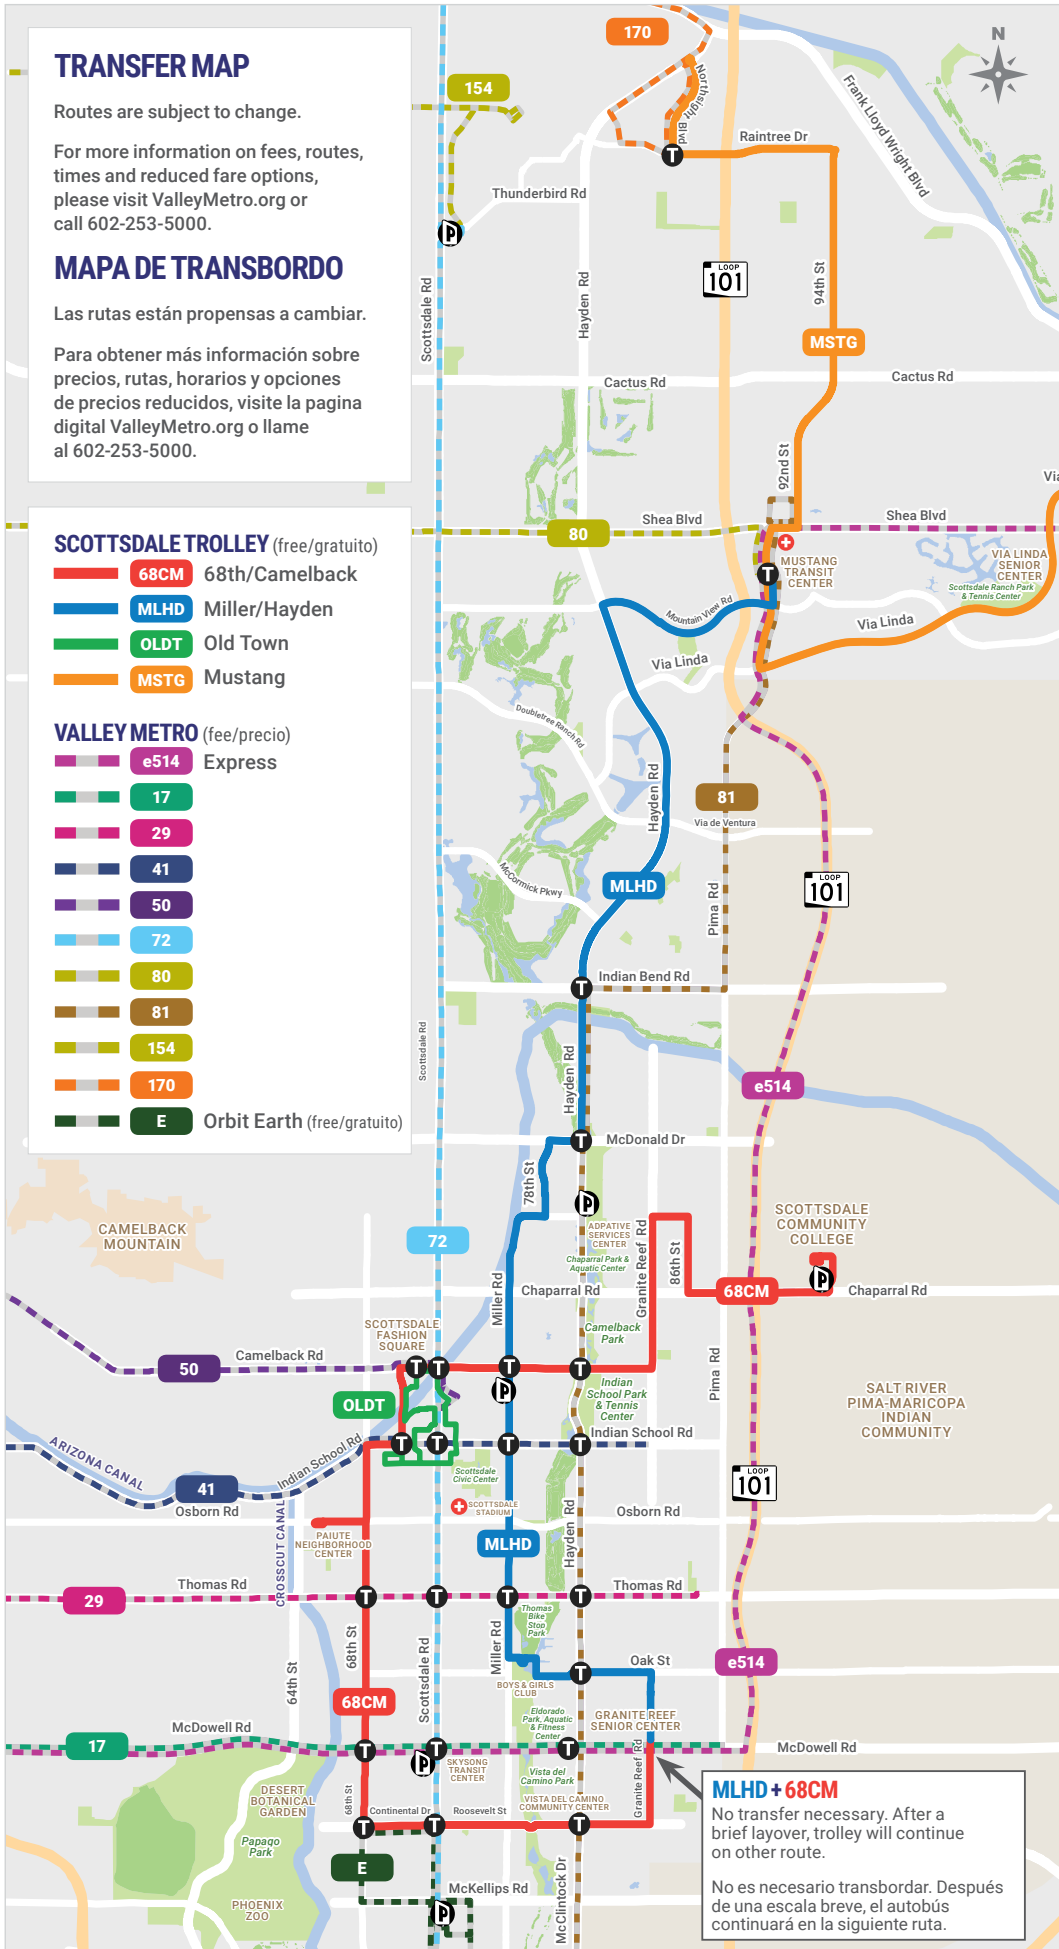 TRANSFER MAP
Routes are subject to change.
For more information on fees, routes,
times and reduced fare options,
please visit ValleyMetro.org or
call 602-253-5000.
MAPA DE TRANSBORDO
Las rutas están propensas a cambiar.
Para obtener más información sobre
precios, rutas, horarios y opciones
de precios reducidos, visite la pagina
digital ValleyMetro.org o llame
al 602-253-5000.
SCOTTSDALE TROLLEY (free/gratuito)
68CM 68th/Camelback
MLHD Miller/Hayden
OLDT Old Town
MSTG Mustang
VALLEY METRO (fee/precio)
e514 Express
17
29
41
50
72
80
81
154
170
E Orbit Earth (free/gratuito)
170
N
154
Northsight Blvd
Raintree Dr
Frank Lloyd Wright Blvd
T
Thunderbird Rd
P
Scottsdale Rd
Hayden Rd
LOOP
101
94th St
MSTG
Cactus Rd
Cactus Rd
92nd St
Via
Shea Blvd
Shea Blvd
80
MUSTANG
TRANSIT
CENTER
T
VIA LINDA
SENIOR
CENTER
Scottsdale Ranch Park
& Tennis Center
Mountain View Rd
Via Linda
Via Linda
Doubletree Ranch Rd
Hayden Rd
81
Via de Ventura
McCormick Pkwy
MLHD
Pima Rd
LOOP
101
Indian Bend Rd
T
Scottsdale Rd
Hayden Rd
e514
T
McDonald Dr
78th St
P
CAMELBACK
MOUNTAIN
72
ADPATIVE
SERVICES
CENTER
Chaparral Park &
Aquatic Center
Granite Reef Rd
86th St
SCOTTSDALE
COMMUNITY
COLLEGE
P
Miller Rd
Chaparral Rd
68CM
Chaparral Rd
SCOTTSDALE
FASHION
SQUARE
Camelback
Park
Camelback Rd
50
T
T
T
T
P
Pima Rd
OLDT
Indian
School Park
& Tennis
Center
SALT RIVER
PIMA-MARICOPA
INDIAN
COMMUNITY
ARIZONA CANAL
Indian School Rd
T
T
T
T
Indian School Rd
Scottsdale
Civic Center
41
LOOP
101
Osborn Rd
SCOTTSDALE
STADIUM
Osborn Rd
CROSSCUT CANAL
PAIUTE
NEIGHBORHOOD
CENTER
MLHD
Hayden Rd
Thomas Rd
Thomas Rd
29
T
T
T
T
Thomas
Bike
Stop
Park
64th St
68th St
Scottsdale Rd
Miller Rd
Oak St
T
e514
BOYS & GIRLS
CLUB
68CM
Eldorado
Park, Aquatic
& Fitness
Center
GRANITE REEF
SENIOR CENTER
McDowell Rd
17
T
T
T
McDowell Rd
P
SKYSONG
TRANSIT
CENTER
Vista del
Camino Park
Granite Reef Rd
DESERT
BOTANICAL
GARDEN
68th St
Continental Dr
Roosevelt St
VISTA DEL CAMINO
COMMUNITY CENTER
T
T
T
Papago
Park
E
McKellips Rd
PHOENIX
ZOO
P
McClintock Dr
MLHD + 68CM
No transfer necessary. After a
brief layover, trolley will continue
on other route.
No es necesario transbordar. Después
de una escala breve, el autobús
continuará en la siguiente ruta.